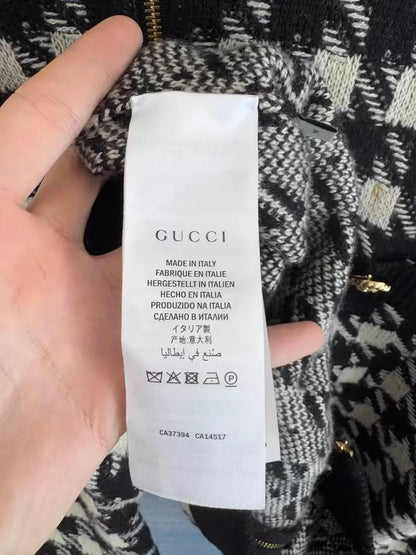 GUCCI
MADE IN ITALY
FABRIQUE EN ITALIE
HERGESTELLT IN ITALIEN
HECHO EN ITALIA
PRODUZIDO NA ITALIA
СДЕЛАНО В ИТАЛИИ
イタリア製
产地:意大利
صُنع في إيطاليا
CA37394 CA14517